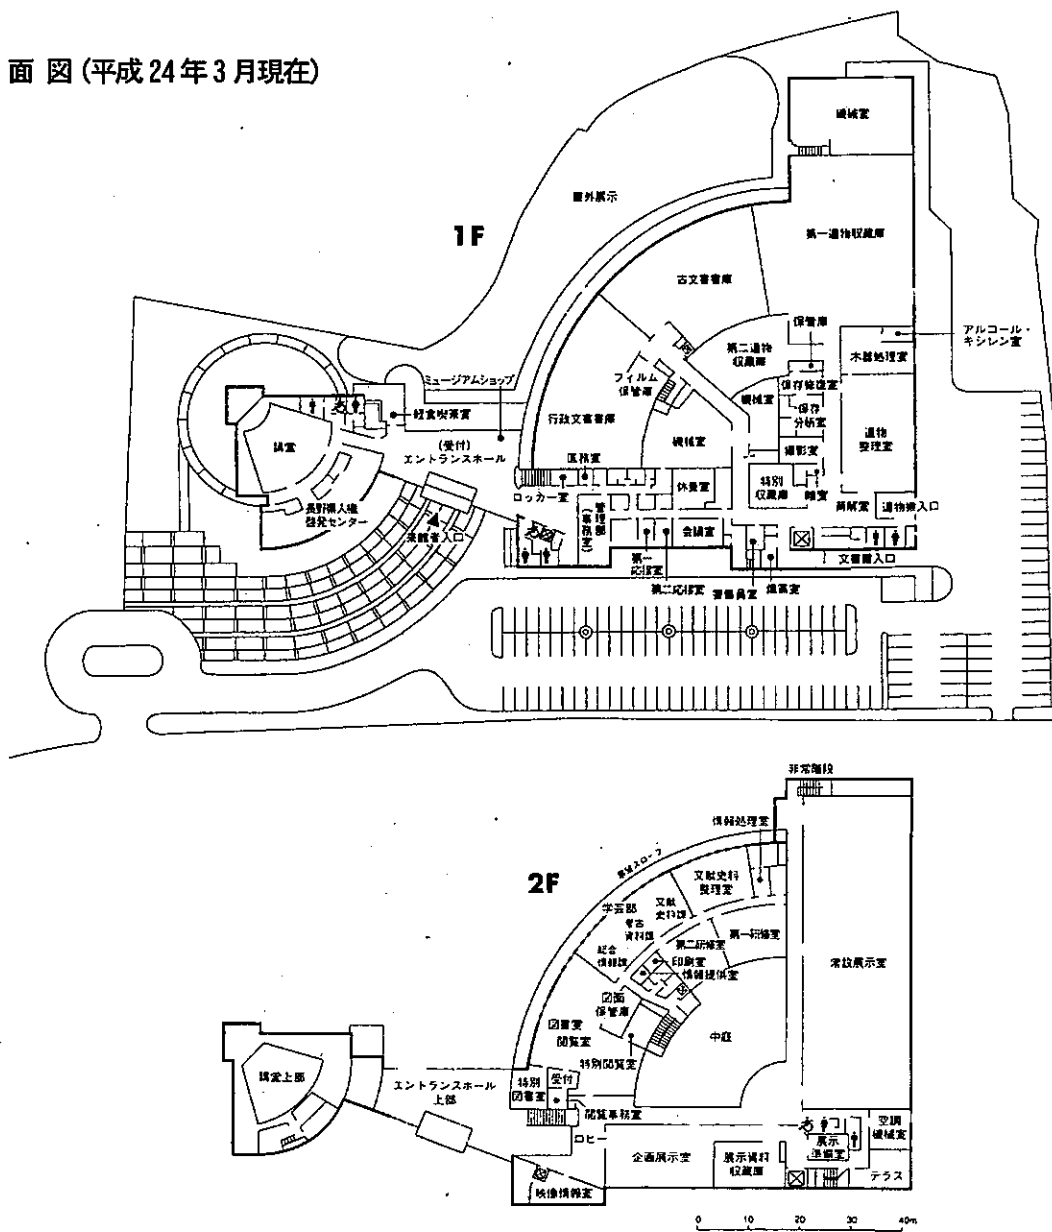 面 図 (平成 24 年 3 月現在)
1F
機械室
屋外展示
第一遺物収蔵庫
古文書書庫
保管庫
アルコール・
キシレン室
第二遺物
収蔵庫
木器処理室
ミュージアムショップ
フィルム
保管庫
保存修復室
機械室
保存
分析室
軽食喫茶室
行政文書書庫
(受付)
エントランスホール
講堂
機械室
撮影室
遺物
整理室
医務室
休養室
特別
収蔵庫
ロッカー室
長野県人権
啓発センター
管理部
(事務室)
遺物搬入口
来館者入口
会議室
第一
応接室
第二応接室
警備員室
燻蒸室
文書搬入口
非常階段
情報処理室
2F
文献史料
整理室
学芸部
文献
史料課
考古
資料課
第一研修室
第二研修室
総合
情報課
印刷室
情報提供室
常設展示室
図面
保管庫
図書室
閲覧室
中庭
特別閲覧室
講堂上部
エントランスホール
上部
特別
図書室
受付
閲覧事務室
ロビー
空調
機械室
企画展示室
展示資料
収蔵庫
展示
準備室
テラス
映像情報室
0 10 20 30 40m